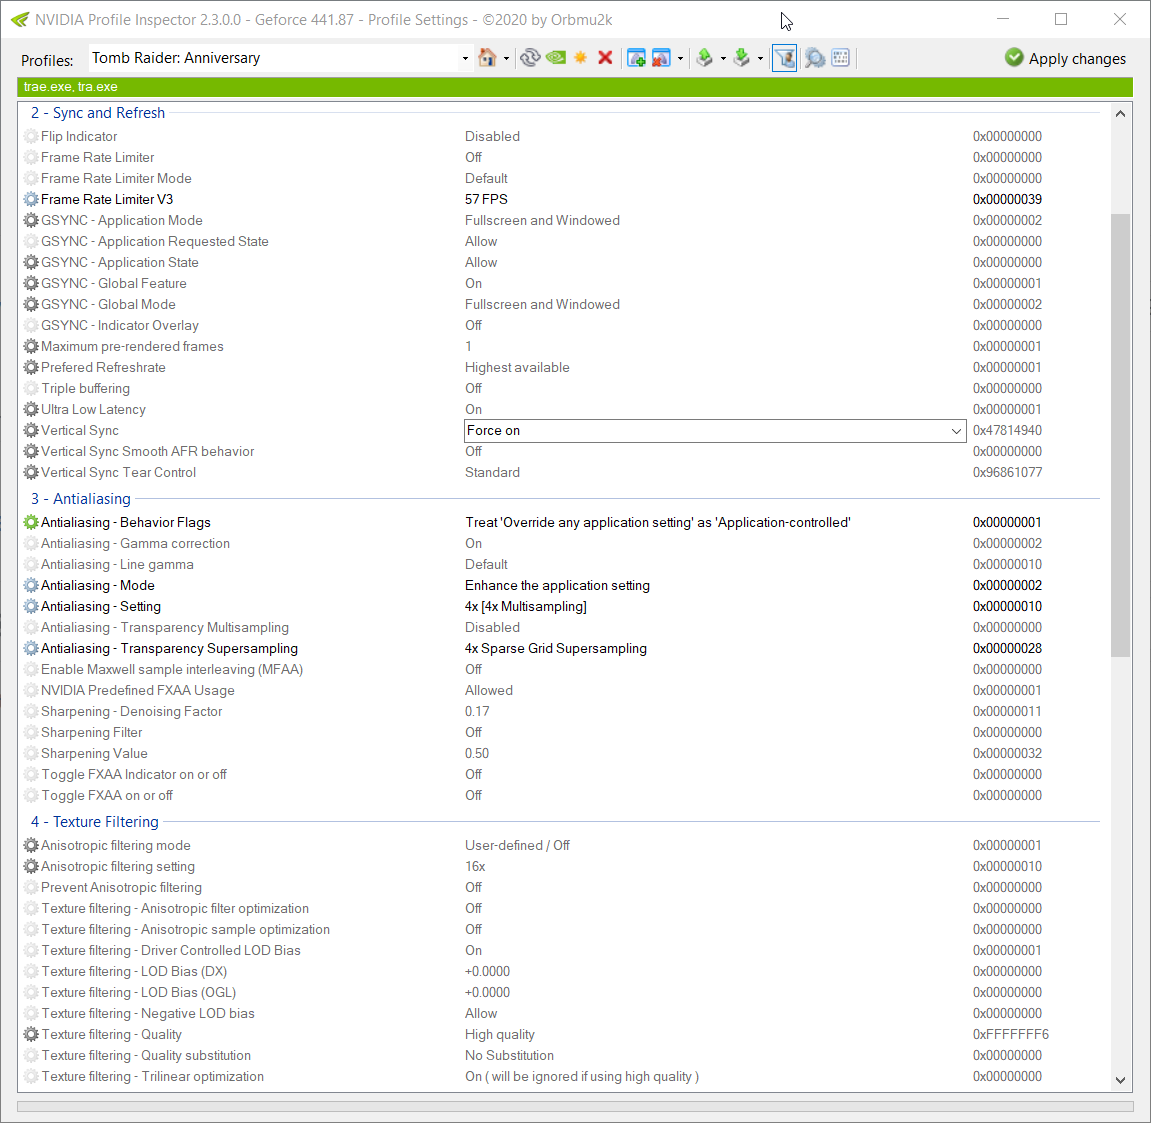 NVIDIA Profile Inspector 2.3.0.0 - Geforce 441.87 - Profile Settings - ©2020 by Orbmu2k
Profiles: Tomb Raider: Anniversary Apply changes
trae.exe, tra.exe
2 - Sync and Refresh
Flip Indicator Disabled 0x00000000
Frame Rate Limiter Off 0x00000000
Frame Rate Limiter Mode Default 0x00000000
Frame Rate Limiter V3 57 FPS 0x00000039
GSYNC - Application Mode Fullscreen and Windowed 0x00000002
GSYNC - Application Requested State Allow 0x00000000
GSYNC - Application State Allow 0x00000000
GSYNC - Global Feature On 0x00000001
GSYNC - Global Mode Fullscreen and Windowed 0x00000002
GSYNC - Indicator Overlay Off 0x00000000
Maximum pre-rendered frames 1 0x00000001
Prefered Refreshrate Highest available 0x00000001
Triple buffering Off 0x00000000
Ultra Low Latency On 0x00000001
Vertical Sync Force on 0x47814940
Vertical Sync Smooth AFR behavior Off 0x00000000
Vertical Sync Tear Control Standard 0x96861077
3 - Antialiasing
Antialiasing - Behavior Flags Treat 'Override any application setting' as 'Application-controlled' 0x00000001
Antialiasing - Gamma correction On 0x00000002
Antialiasing - Line gamma Default 0x00000010
Antialiasing - Mode Enhance the application setting 0x00000002
Antialiasing - Setting 4x [4x Multisampling] 0x00000010
Antialiasing - Transparency Multisampling Disabled 0x00000000
Antialiasing - Transparency Supersampling 4x Sparse Grid Supersampling 0x00000028
Enable Maxwell sample interleaving (MFAA) Off 0x00000000
NVIDIA Predefined FXAA Usage Allowed 0x00000001
Sharpening - Denoising Factor 0.17 0x00000011
Sharpening Filter Off 0x00000000
Sharpening Value 0.50 0x00000032
Toggle FXAA Indicator on or off Off 0x00000000
Toggle FXAA on or off Off 0x00000000
4 - Texture Filtering
Anisotropic filtering mode User-defined / Off 0x00000001
Anisotropic filtering setting 16x 0x00000010
Prevent Anisotropic filtering Off 0x00000000
Texture filtering - Anisotropic filter optimization Off 0x00000000
Texture filtering - Anisotropic sample optimization Off 0x00000000
Texture filtering - Driver Controlled LOD Bias On 0x00000001
Texture filtering - LOD Bias (DX) +0.0000 0x00000000
Texture filtering - LOD Bias (OGL) +0.0000 0x00000000
Texture filtering - Negative LOD bias Allow 0x00000000
Texture filtering - Quality High quality 0xFFFFFFF6
Texture filtering - Quality substitution No Substitution 0x00000000
Texture filtering - Trilinear optimization On ( will be ignored if using high quality ) 0x00000000